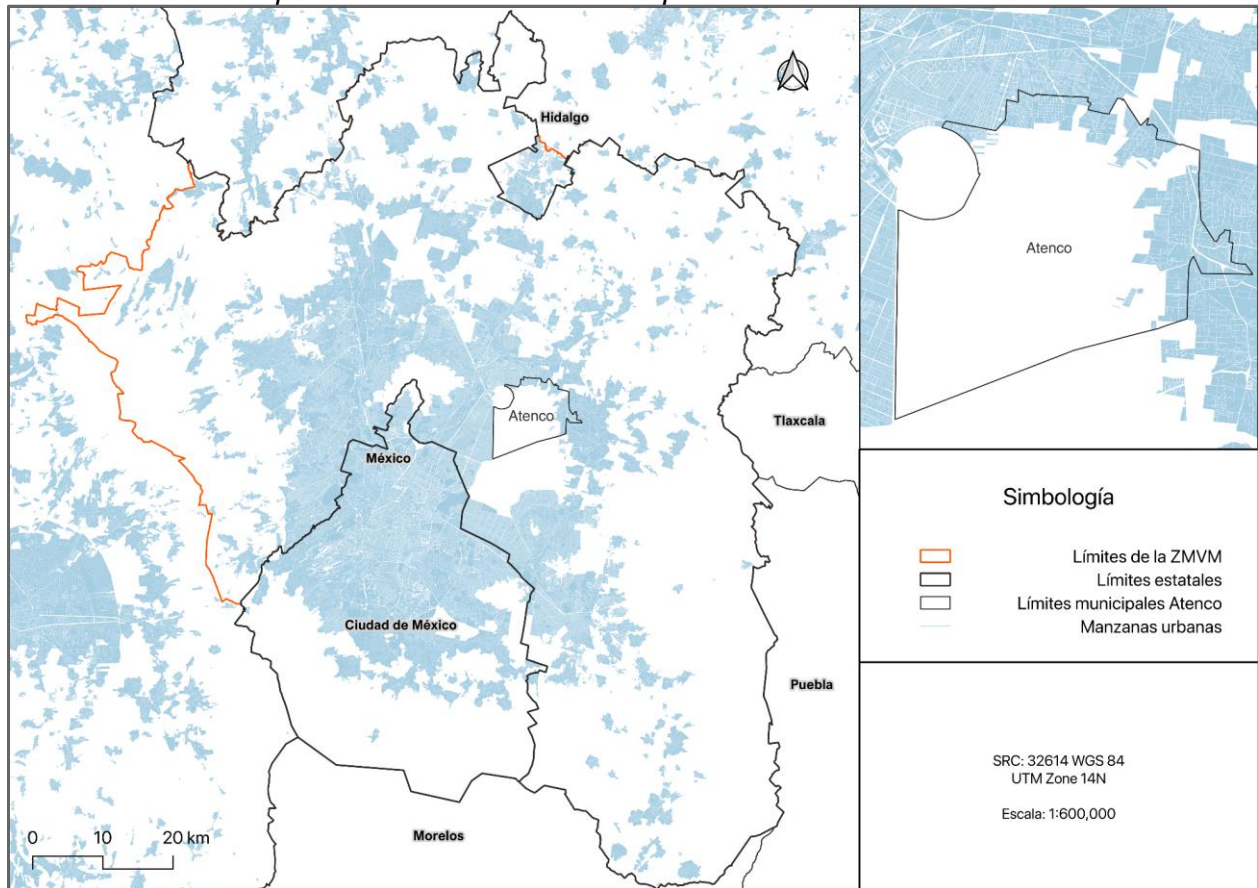 Hidalgo
Atenco
Tlaxcala
México
Ciudad de México
Puebla
Morelos
0 10 20 km
Atenco
Simbología
Límites de la ZMVM
Límites estatales
Límites municipales Atenco
Manzanas urbanas
SRC: 32614 WGS 84
UTM Zone 14N
Escala: 1:600,000